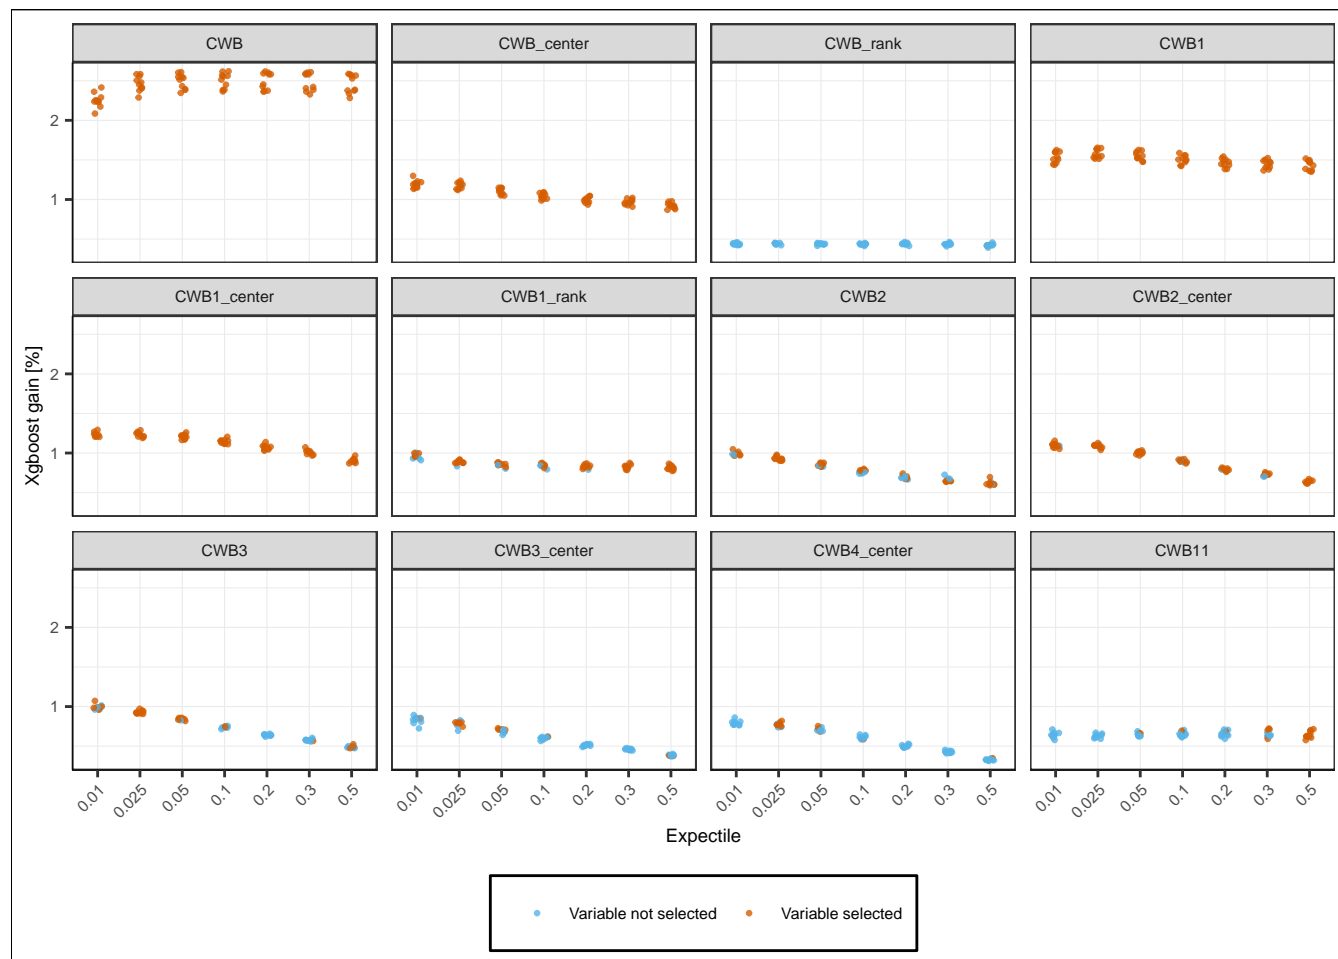 CWB CWB_center CWB_rank CWB1
2
1
CWB1_center CWB1_rank CWB2 CWB2_center
2
1
Xgboost gain [%]
CWB3 CWB3_center CWB4_center CWB11
2
1
0.01 0.025 0.05 0.1 0.2 0.3 0.5 0.01 0.025 0.05 0.1 0.2 0.3 0.5 0.01 0.025 0.05 0.1 0.2 0.3 0.5 0.01 0.025 0.05 0.1 0.2 0.3 0.5
Expectile
Variable not selected Variable selected